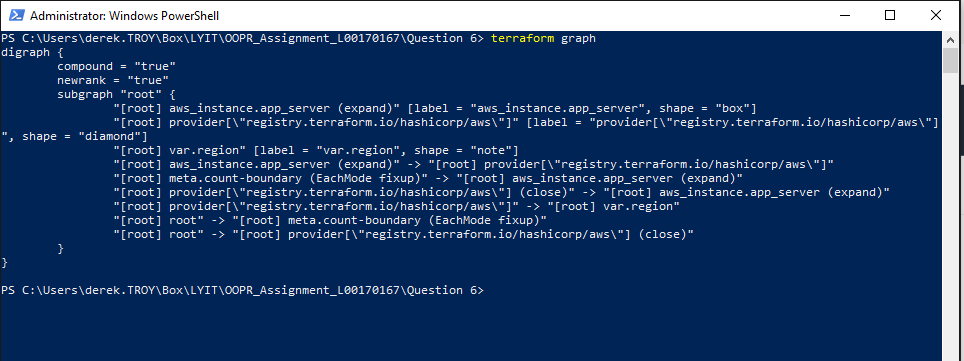 Administrator: Windows PowerShell
PS C:\Users\derek.TROY\Box\LYIT\OOPR_Assignment_L00170167\Question 6> terraform graph
digraph {
        compound = "true"
        newrank = "true"
        subgraph "root" {
                "[root] aws_instance.app_server (expand)" [label = "aws_instance.app_server", shape = "box"]
                "[root] provider[\"registry.terraform.io/hashicorp/aws\"]" [label = "provider[\"registry.terraform.io/hashicorp/aws\"]
", shape = "diamond"]
                "[root] var.region" [label = "var.region", shape = "note"]
                "[root] aws_instance.app_server (expand)" -> "[root] provider[\"registry.terraform.io/hashicorp/aws\"]"
                "[root] meta.count-boundary (EachMode fixup)" -> "[root] aws_instance.app_server (expand)"
                "[root] provider[\"registry.terraform.io/hashicorp/aws\"] (close)" -> "[root] aws_instance.app_server (expand)"
                "[root] provider[\"registry.terraform.io/hashicorp/aws\"]" -> "[root] var.region"
                "[root] root" -> "[root] meta.count-boundary (EachMode fixup)"
                "[root] root" -> "[root] provider[\"registry.terraform.io/hashicorp/aws\"] (close)"
        }
}
PS C:\Users\derek.TROY\Box\LYIT\OOPR_Assignment_L00170167\Question 6>